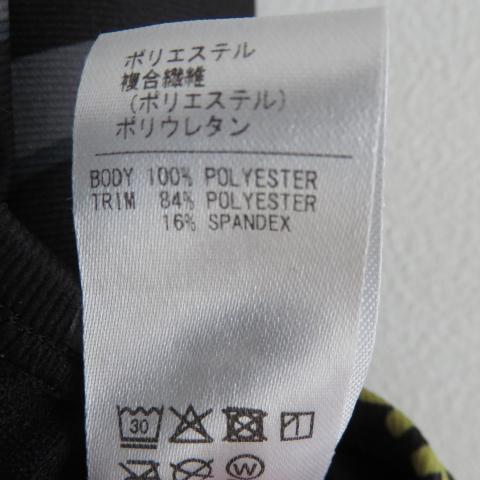 ポリエステル
複合繊維
(ポリエステル)
ポリウレタン
BODY 100% POLYESTER
TRIM 84% POLYESTER
16% SPANDEX
30
W